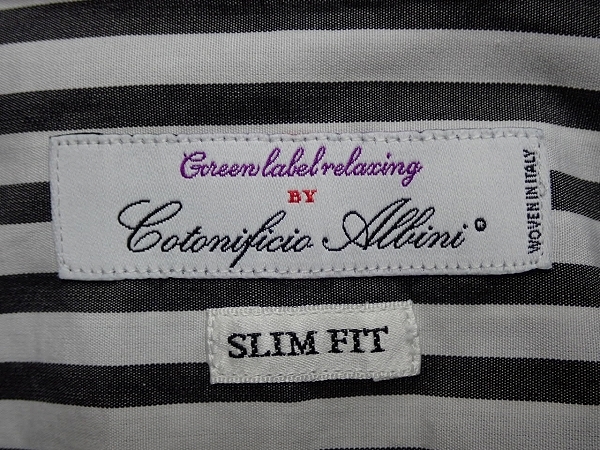 Green label relaxing
BY
Cotonificio Albini®
WOVEN IN ITALY
SLIM FIT